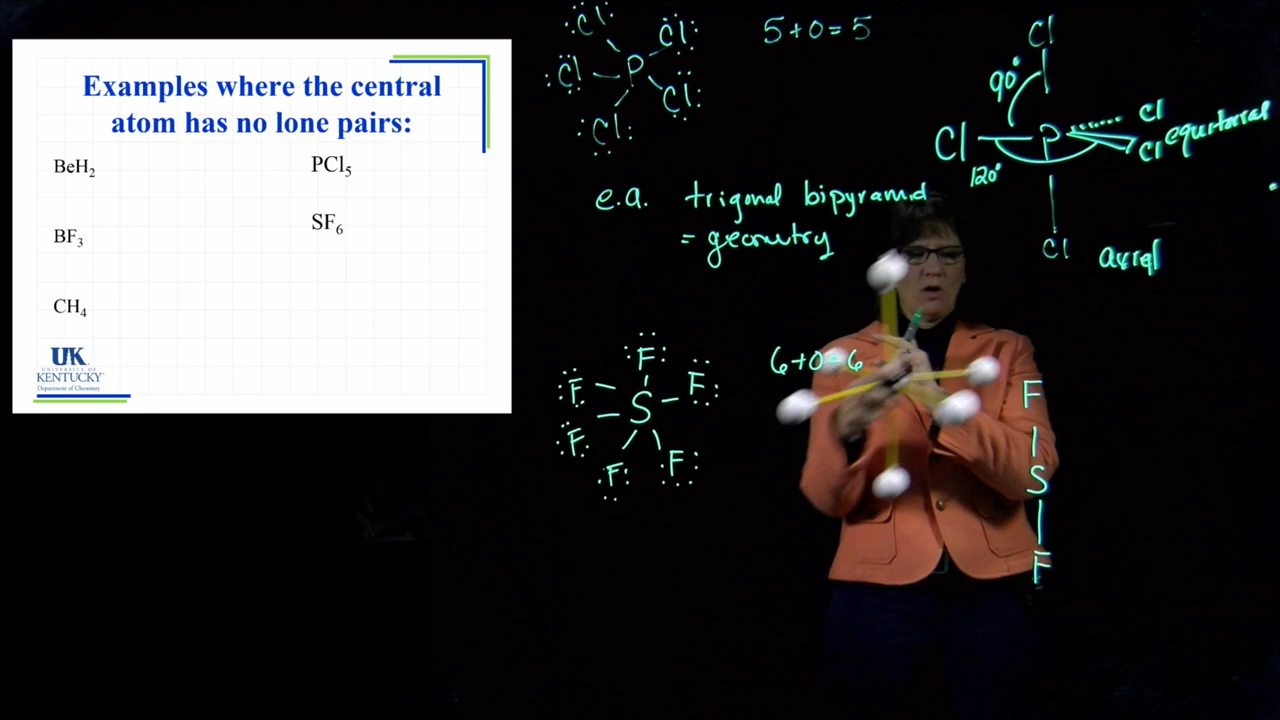 Examples where the central
atom has no lone pairs:
BeH2
PCl5
BF3
SF6
CH4
UK
UNIVERSITY OF
KENTUCKY
Department of Chemistry
:Cl:
Cl:
5+0=5
:Cl
P
Cl:
:Cl:
Cl
90°
Cl
P
Cl
Cl equitorial
120°
Cl axial
e.a. trigonal bipyramid
= geometry
:F:
:F
F:
S
:F
F:
F:
6+0=6
F
S
F